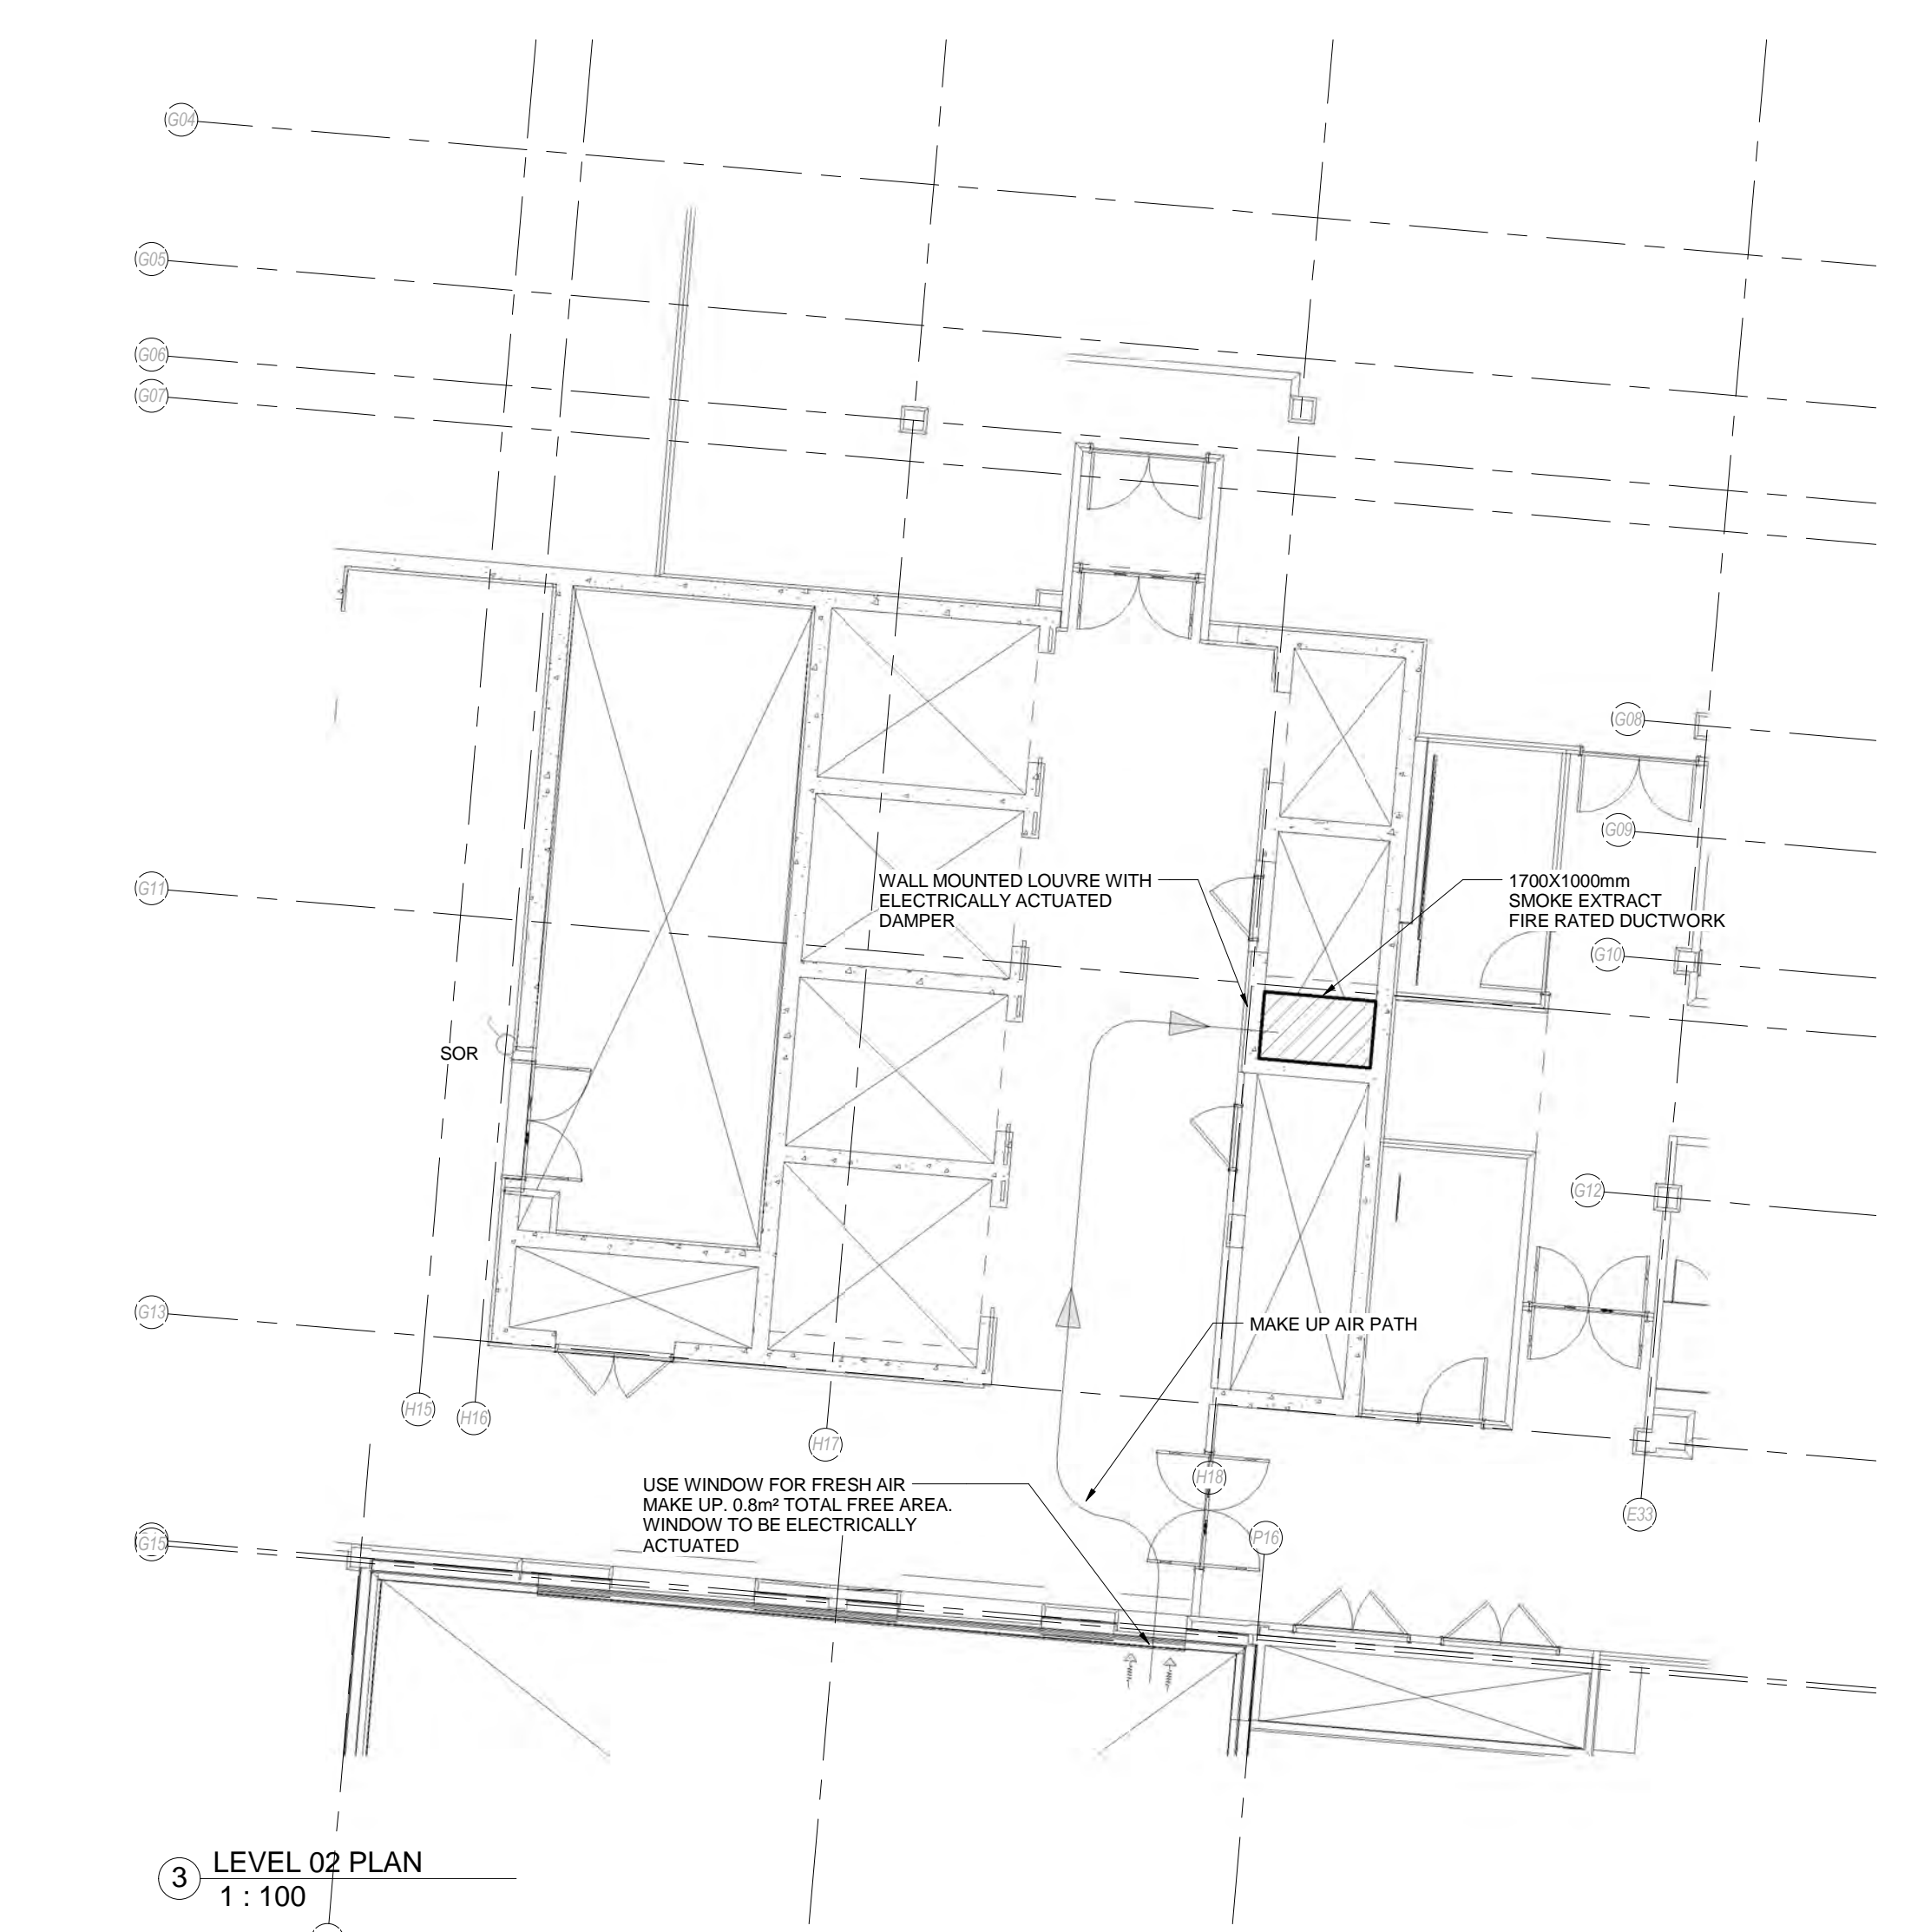 G04
G05
G06
G07
G08
G09
WALL MOUNTED LOUVRE WITH
ELECTRICALLY ACTUATED
DAMPER
1700X1000mm
SMOKE EXTRACT
FIRE RATED DUCTWORK
G11
G10
SOR
G12
G13
MAKE UP AIR PATH
H15
H16
H17
H18
USE WINDOW FOR FRESH AIR
MAKE UP. 0.8m² TOTAL FREE AREA.
WINDOW TO BE ELECTRICALLY
ACTUATED
E33
P16
G15
3
LEVEL 02 PLAN
1 : 100